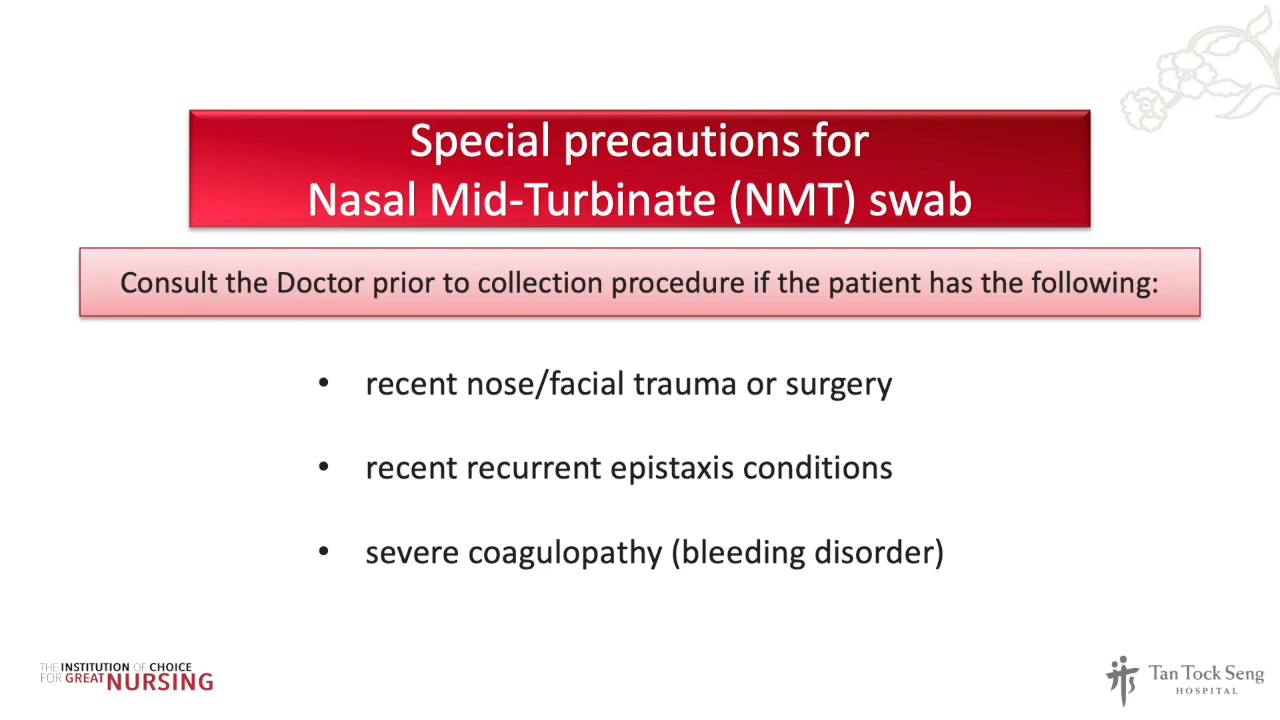 Special precautions for
Nasal Mid-Turbinate (NMT) swab
Consult the Doctor prior to collection procedure if the patient has the following:
• recent nose/facial trauma or surgery
• recent recurrent epistaxis conditions
• severe coagulopathy (bleeding disorder)
THE INSTITUTION OF CHOICE
FOR GREAT NURSING
Tan Tock Seng
HOSPITAL